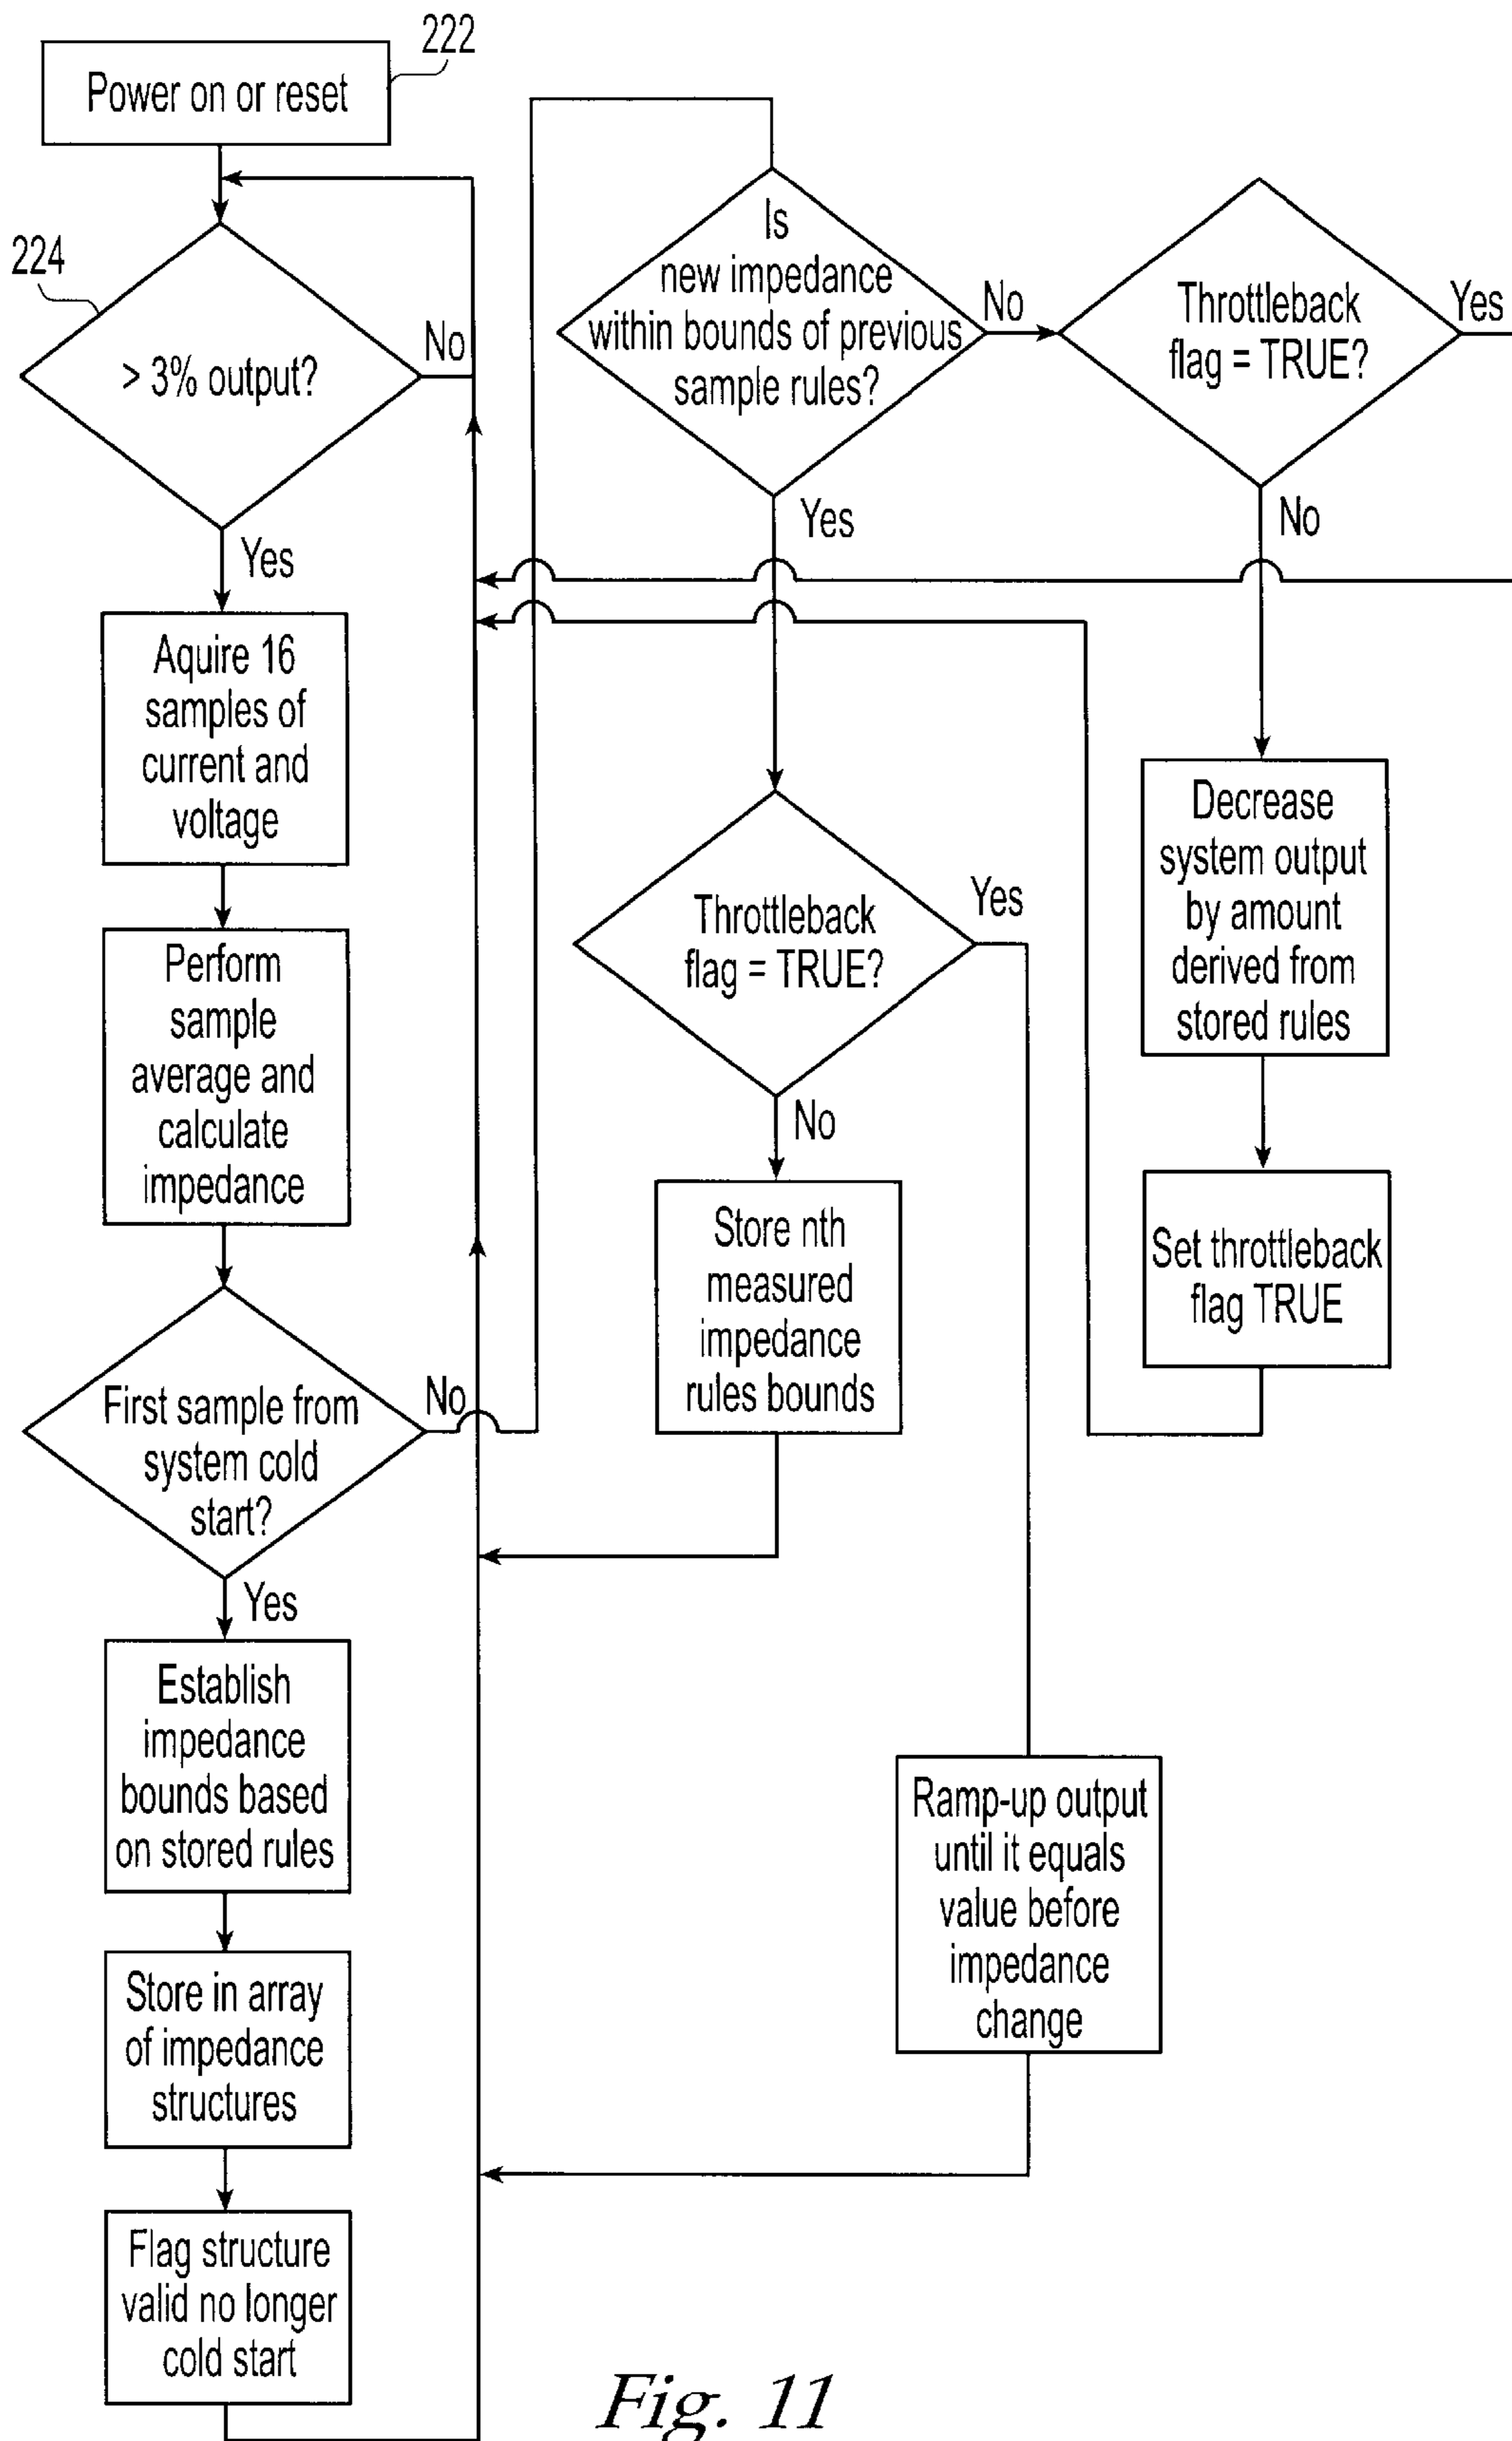 222
Power on or reset
224
> 3% output?
No
Yes
Aquire 16
samples of
current and
voltage
Perform
sample
average and
calculate
impedance
First sample from
system cold
start?
No
Yes
Establish
impedance
bounds based
on stored rules
Store in array
of impedance
structures
Flag structure
valid no longer
cold start
Is
new impedance
within bounds of previous
sample rules?
No
Yes
Throttleback
flag = TRUE?
Yes
No
Store nth
measured
impedance
rules bounds
Ramp-up output
until it equals
value before
impedance
change
Throttleback
flag = TRUE?
Yes
No
Decrease
system output
by amount
derived from
stored rules
Set throttleback
flag TRUE
Fig. 11